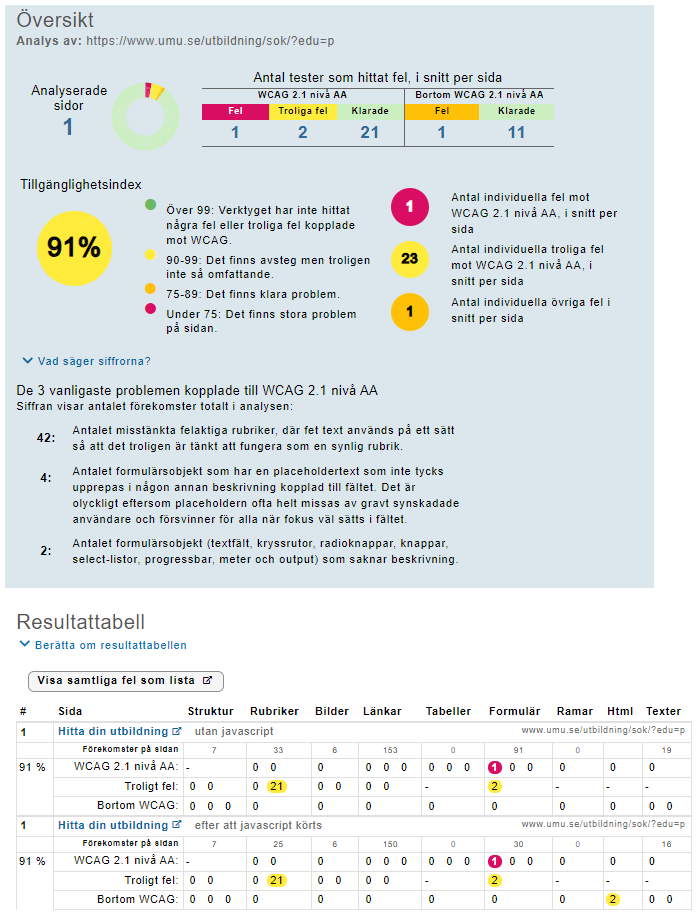 Översikt
Analys av: https://www.umu.se/utbildning/sok/?edu=p
Analyserade
sidor
1
Antal tester som hittat fel, i snitt per sida
WCAG 2.1 nivå AA Bortom WCAG 2.1 nivå AA
Fel Troliga fel Klarade Fel Klarade
1 2 21 1 11
Tillgänglighetsindex
91%
Över 99: Verktyget har inte hittat
några fel eller troliga fel kopplade
mot WCAG.
90-99: Det finns avsteg men troligen
inte så omfattande.
75-89: Det finns klara problem.
Under 75: Det finns stora problem
på sidan.
1
Antal individuella fel mot
WCAG 2.1 nivå AA, i snitt per
sida
23
Antal individuella troliga fel
mot WCAG 2.1 nivå AA, i
snitt per sida
1
Antal individuella övriga fel i
snitt per sida
Vad säger siffrorna?
De 3 vanligaste problemen kopplade till WCAG 2.1 nivå AA
Siffran visar antalet förekomster totalt i analysen:
42: Antalet misstänkta felaktiga rubriker, där fet text används på ett sätt
så att det troligen är tänkt att fungera som en synlig rubrik.
4: Antalet formulärsobjekt som har en placeholdertext som inte tycks
upprepas i någon annan beskrivning kopplad till fältet. Det är
olyckligt eftersom placeholdern ofta helt missas av gravt synskadade
användare och försvinner för alla när fokus väl sätts i fältet.
2: Antalet formulärsobjekt (textfält, kryssrutor, radioknappar, knappar,
select-listor, progressbar, meter och output) som saknar beskrivning.
Resultattabell
Berätta om resultattabellen
Visa samtliga fel som lista
# Sida Struktur Rubriker Bilder Länkar Tabeller Formulär Ramar Html Texter
1 Hitta din utbildning utan javascript www.umu.se/utbildning/sok/?edu=p
Förekomster på sidan 7 33 6 153 0 91 0 19
91 % WCAG 2.1 nivå AA: - 0 0 0 0 0 0 0 0 0 1 0 0 0 0 0
Troligt fel: 0 0 0 21 0 0 0 0 - 2 - - -
Bortom WCAG: 0 0 0 0 0 0 0 0 0 0 0 0
1 Hitta din utbildning efter att javascript körts www.umu.se/utbildning/sok/?edu=p
Förekomster på sidan 7 25 6 150 0 30 0 16
91 % WCAG 2.1 nivå AA: - 0 0 0 0 0 0 0 0 0 1 0 0 0 0 0
Troligt fel: 0 0 0 21 0 0 0 0 - 2 - - -
Bortom WCAG: 0 0 0 0 0 0 0 0 0 2 0 0